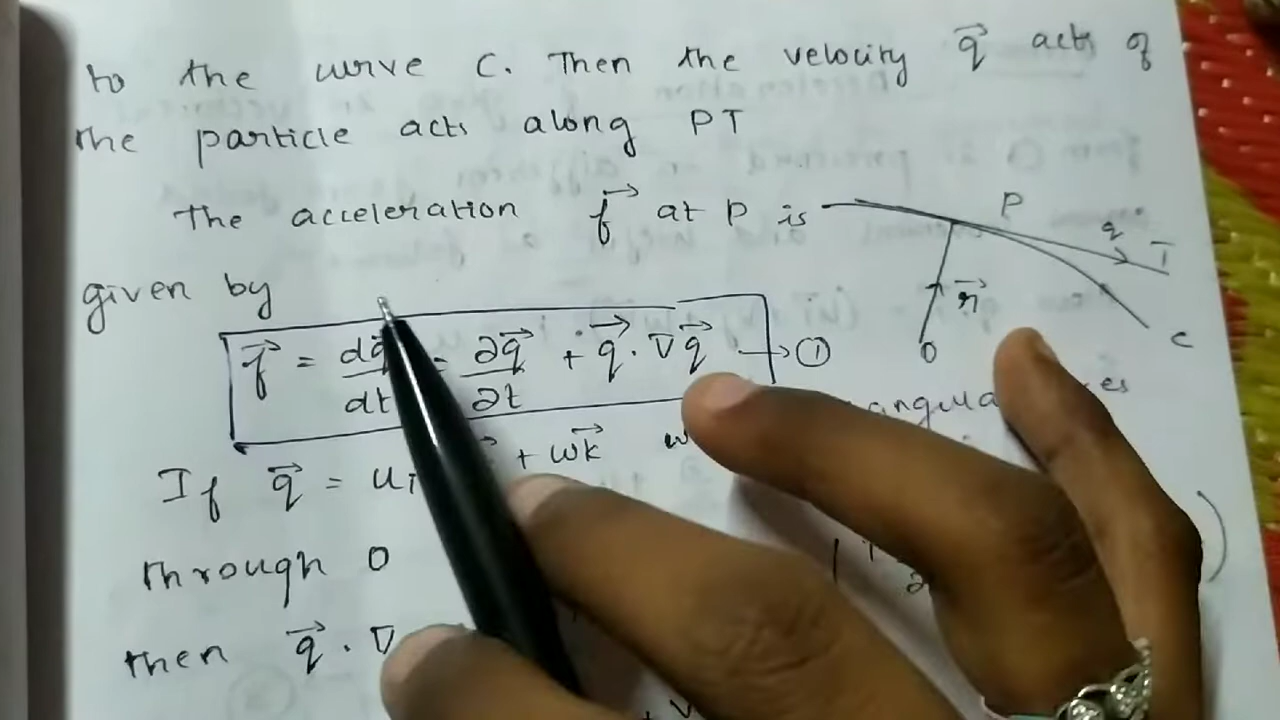 to the curve C. Then the velocity q⃗ acts of
the particle acts along PT
The acceleration f⃗ at P is
given by
P
q
T
r⃗
O
C
f⃗ = dq⃗/dt = ∂q⃗/∂t + q⃗ . ∇q⃗ → ①
If q⃗ = ui + wk⃗
through O
then q⃗ . ∇